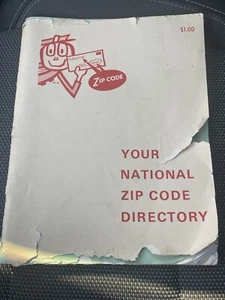 $1.00
ZIP CODE
YOUR
NATIONAL
ZIP CODE
DIRECTORY